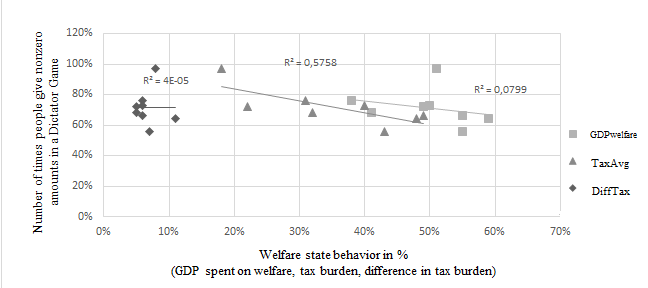 Number of times people give nonzero
amounts in a Dictator Game
120%
100%
80%
60%
40%
20%
0%
R² = 4E-05
R² = 0,5758
R² = 0,0799
GDPwelfare
TaxAvg
DiffTax
0% 10% 20% 30% 40% 50% 60% 70%
Welfare state behavior in %
(GDP spent on welfare, tax burden, difference in tax burden)